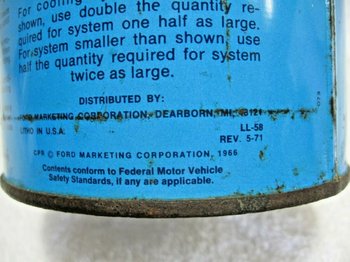 For cooling
shown, use double the quantity re-
quired for system one half as large.
For system smaller than shown, use
half the quantity required for system
twice as large.
DISTRIBUTED BY:
FORD MARKETING CORPORATION, DEARBORN, MI. 48121
LITHO IN U.S.A. LL-58
REV. 5-71
CPR © FORD MARKETING CORPORATION, 1966
Contents conform to Federal Motor Vehicle
Safety Standards, if any are applicable.